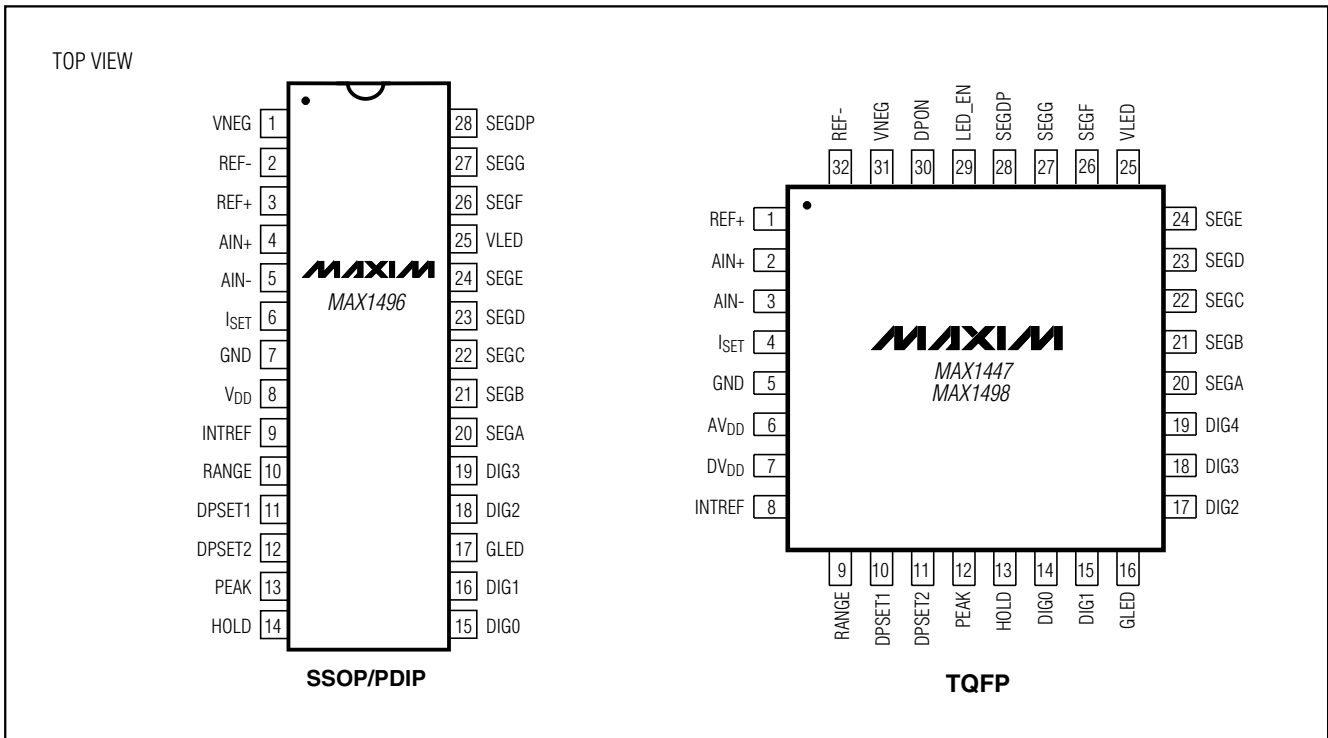 TOP VIEW
VNEG 1
REF- 2
REF+ 3
AIN+ 4
AIN- 5
ISET 6
GND 7
VDD 8
INTREF 9
RANGE 10
DPSET1 11
DPSET2 12
PEAK 13
HOLD 14
MAXIM
MAX1496
28 SEGDP
27 SEGG
26 SEGF
25 VLED
24 SEGE
23 SEGD
22 SEGC
21 SEGB
20 SEGA
19 DIG3
18 DIG2
17 GLED
16 DIG1
15 DIG0
SSOP/PDIP
REF- VNEG DPON LED_EN SEGDP SEGG SEGF VLED
32 31 30 29 28 27 26 25
REF+ 1
AIN+ 2
AIN- 3
ISET 4
GND 5
AVDD 6
DVDD 7
INTREF 8
MAXIM
MAX1447
MAX1498
24 SEGE
23 SEGD
22 SEGC
21 SEGB
20 SEGA
19 DIG4
18 DIG3
17 DIG2
9 10 11 12 13 14 15 16
RANGE DPSET1 DPSET2 PEAK HOLD DIG0 DIG1 GLED
TQFP